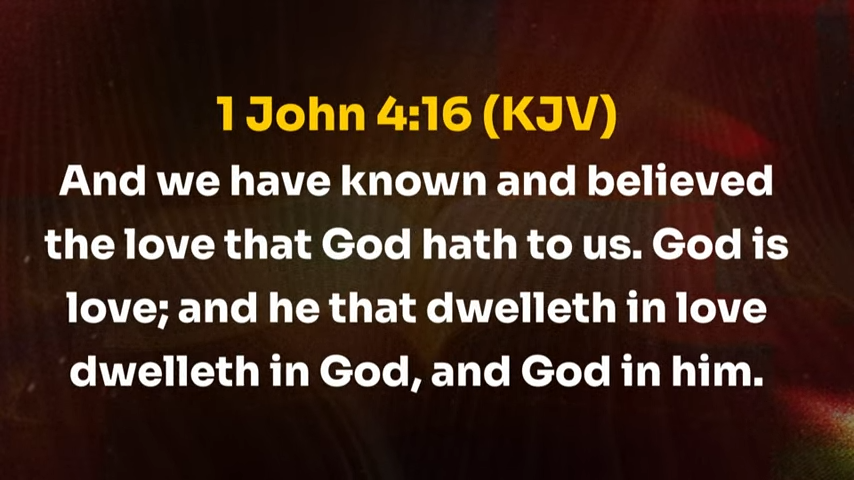 1 John 4:16 (KJV)
And we have known and believed
the love that God hath to us. God is
love; and he that dwelleth in love
dwelleth in God, and God in him.